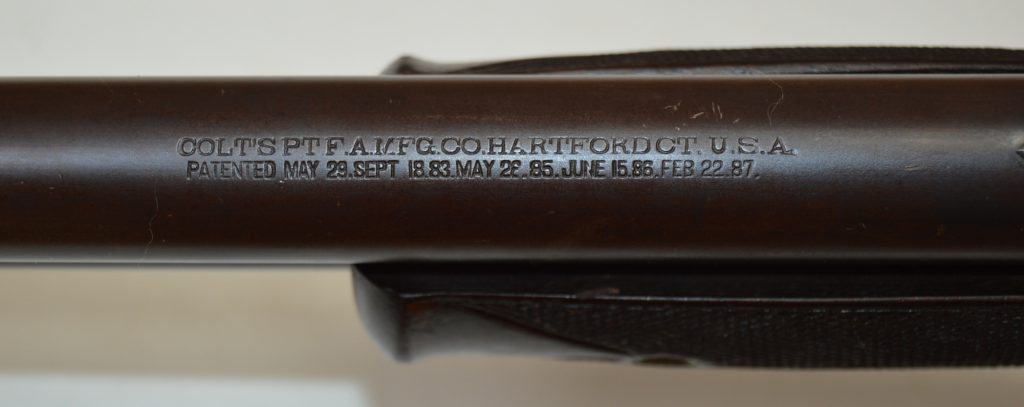 COLT'S PT F.A.MFG.CO.HARTFORD CT. U.S.A.
PATENTED MAY 29.SEPT 18.83.MAY 26.85.JUNE 15.86.FEB 22.87.